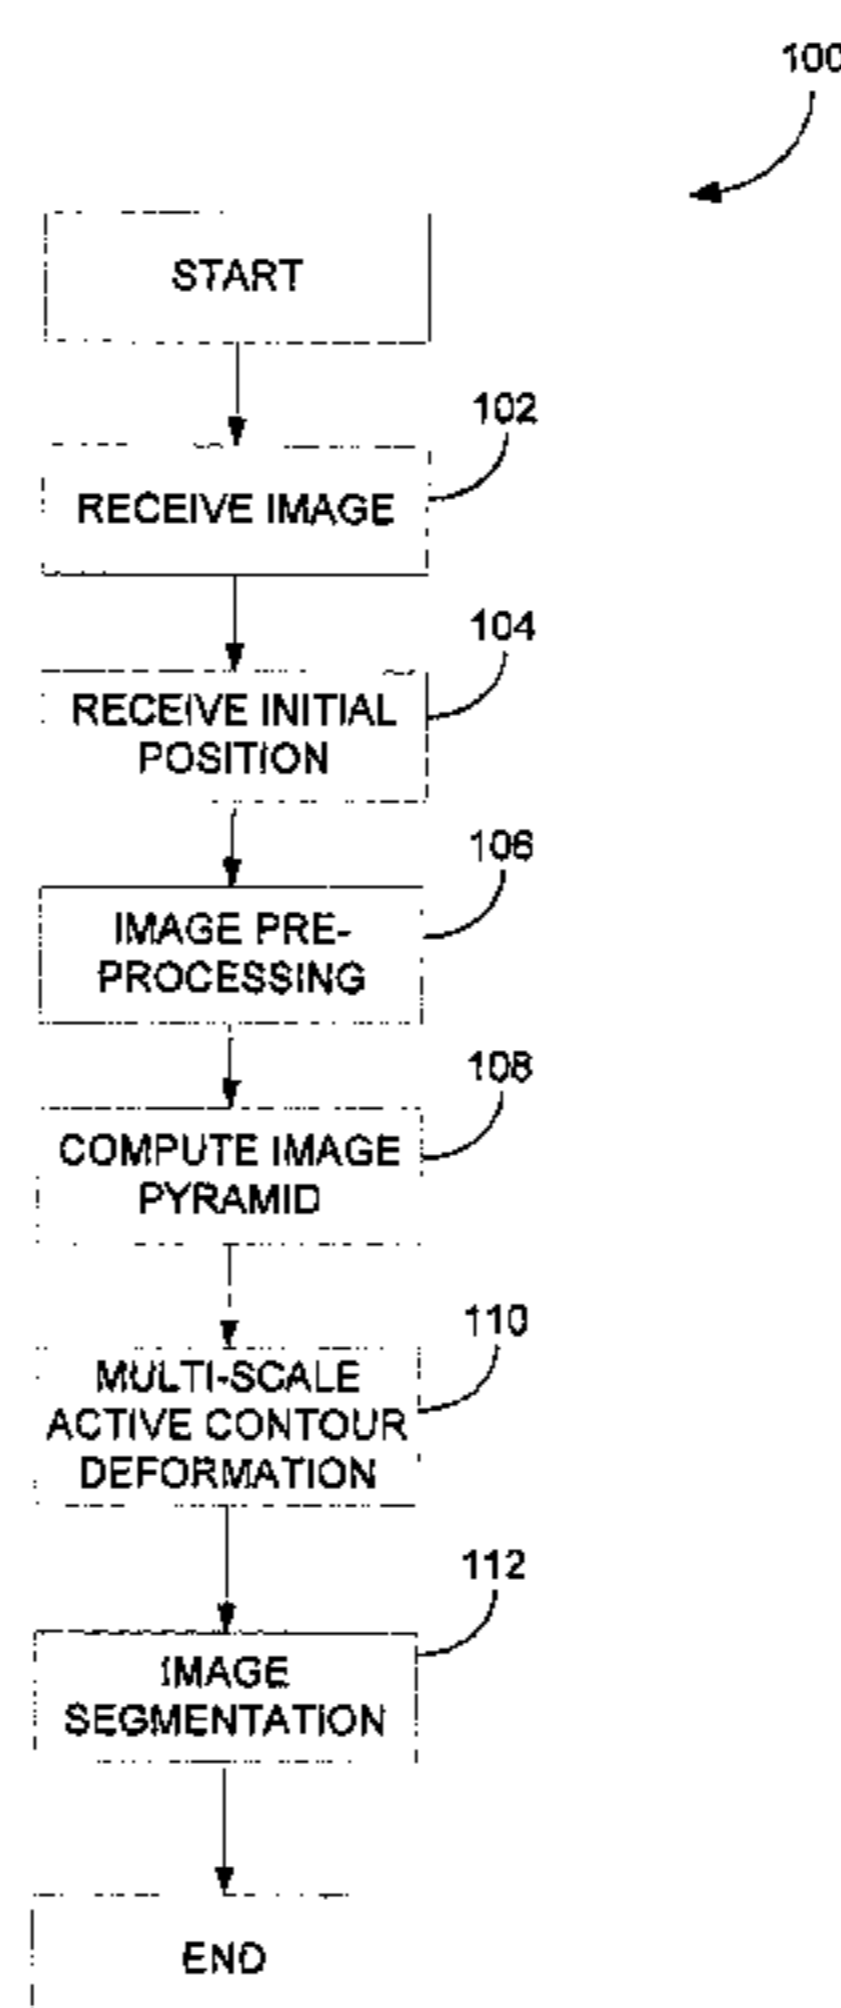 100
START
102
RECEIVE IMAGE
104
RECEIVE INITIAL
POSITION
106
IMAGE PRE-
PROCESSING
108
COMPUTE IMAGE
PYRAMID
110
MULTI-SCALE
ACTIVE CONTOUR
DEFORMATION
112
IMAGE
SEGMENTATION
END